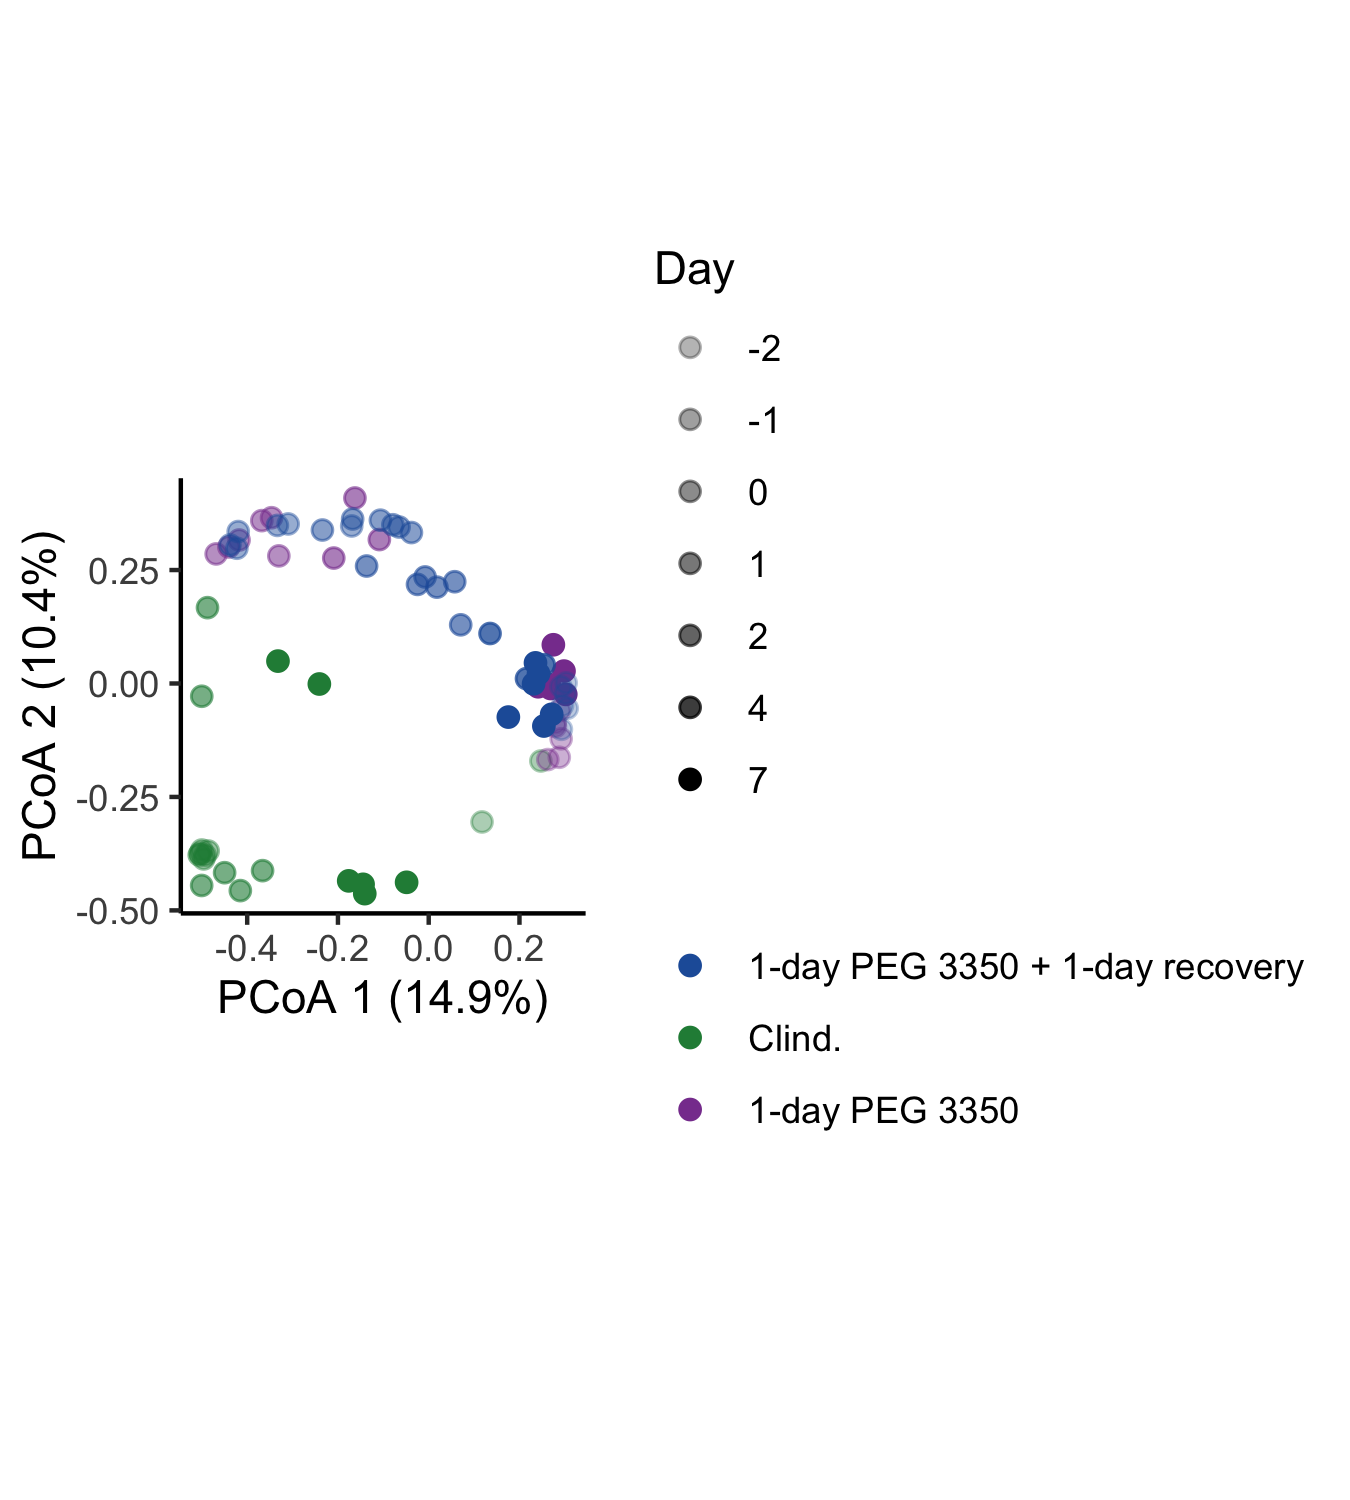 Day
-2
-1
0
1
2
4
7
PCoA 2 (10.4%)
0.25
0.00
-0.25
-0.50
-0.4
-0.2
0.0
0.2
PCoA 1 (14.9%)
1-day PEG 3350 + 1-day recovery
Clind.
1-day PEG 3350